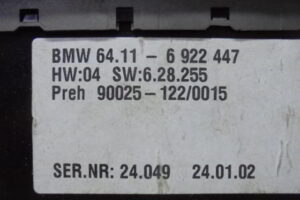 BMW 64.11 - 6 922 447
HW:04 SW:6.28.255
Preh 90025-122/0015
SER.NR: 24.049 24.01.02